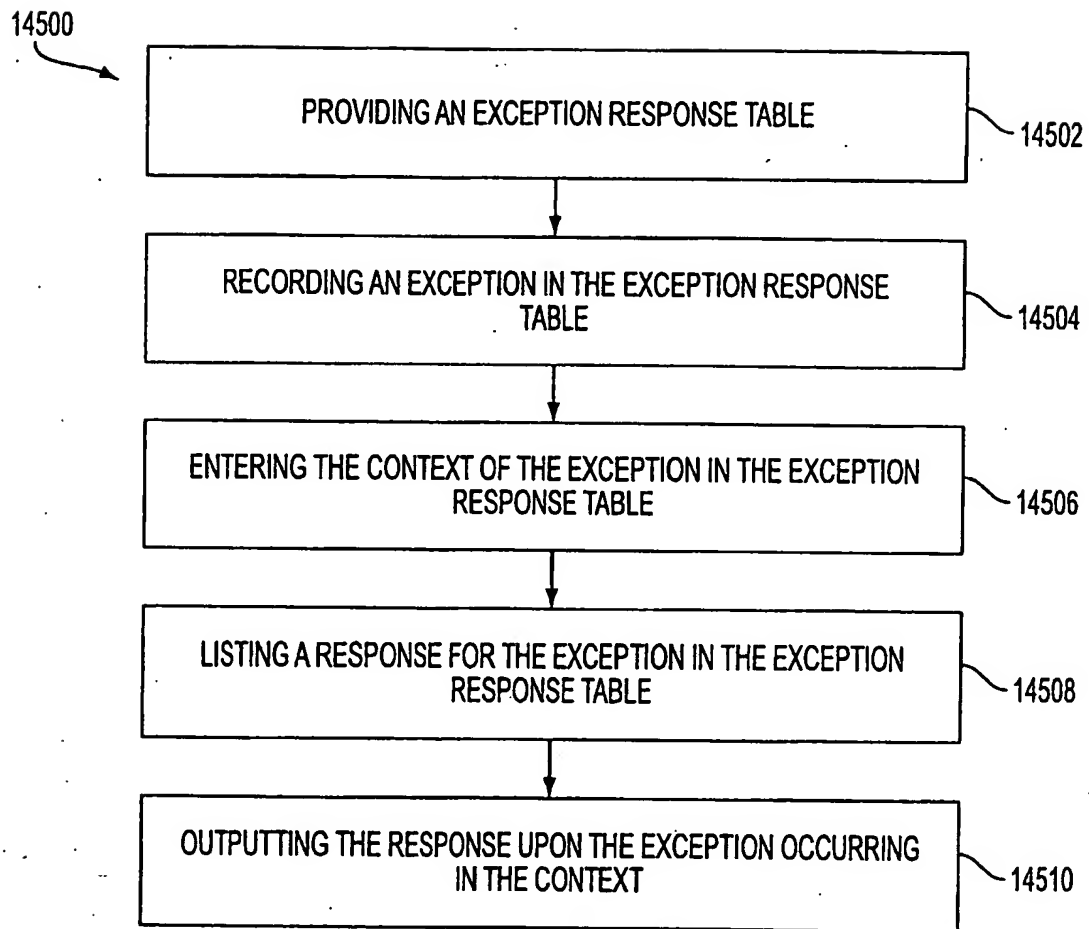 14500
PROVIDING AN EXCEPTION RESPONSE TABLE
14502
RECORDING AN EXCEPTION IN THE EXCEPTION RESPONSE
TABLE
14504
ENTERING THE CONTEXT OF THE EXCEPTION IN THE EXCEPTION
RESPONSE TABLE
14506
LISTING A RESPONSE FOR THE EXCEPTION IN THE EXCEPTION
RESPONSE TABLE
14508
OUTPUTTING THE RESPONSE UPON THE EXCEPTION OCCURRING
IN THE CONTEXT
14510